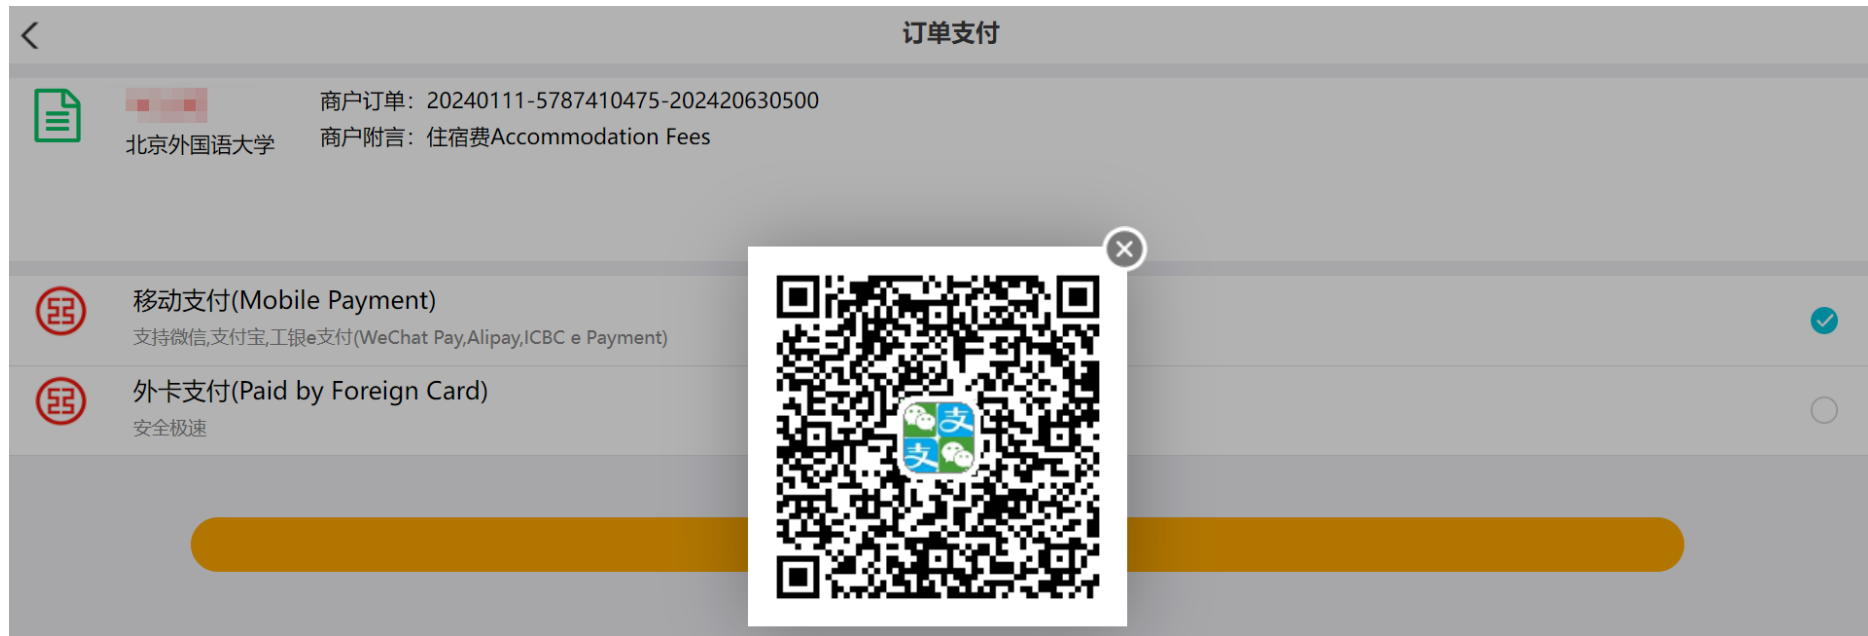 订单支付
北京外国语大学
商户订单：20240111-5787410475-202420630500
商户附言：住宿费Accommodation Fees
移动支付(Mobile Payment)
支持微信,支付宝,工银e支付(WeChat Pay,Alipay,ICBC e Payment)
外卡支付(Paid by Foreign Card)
安全极速
支
支